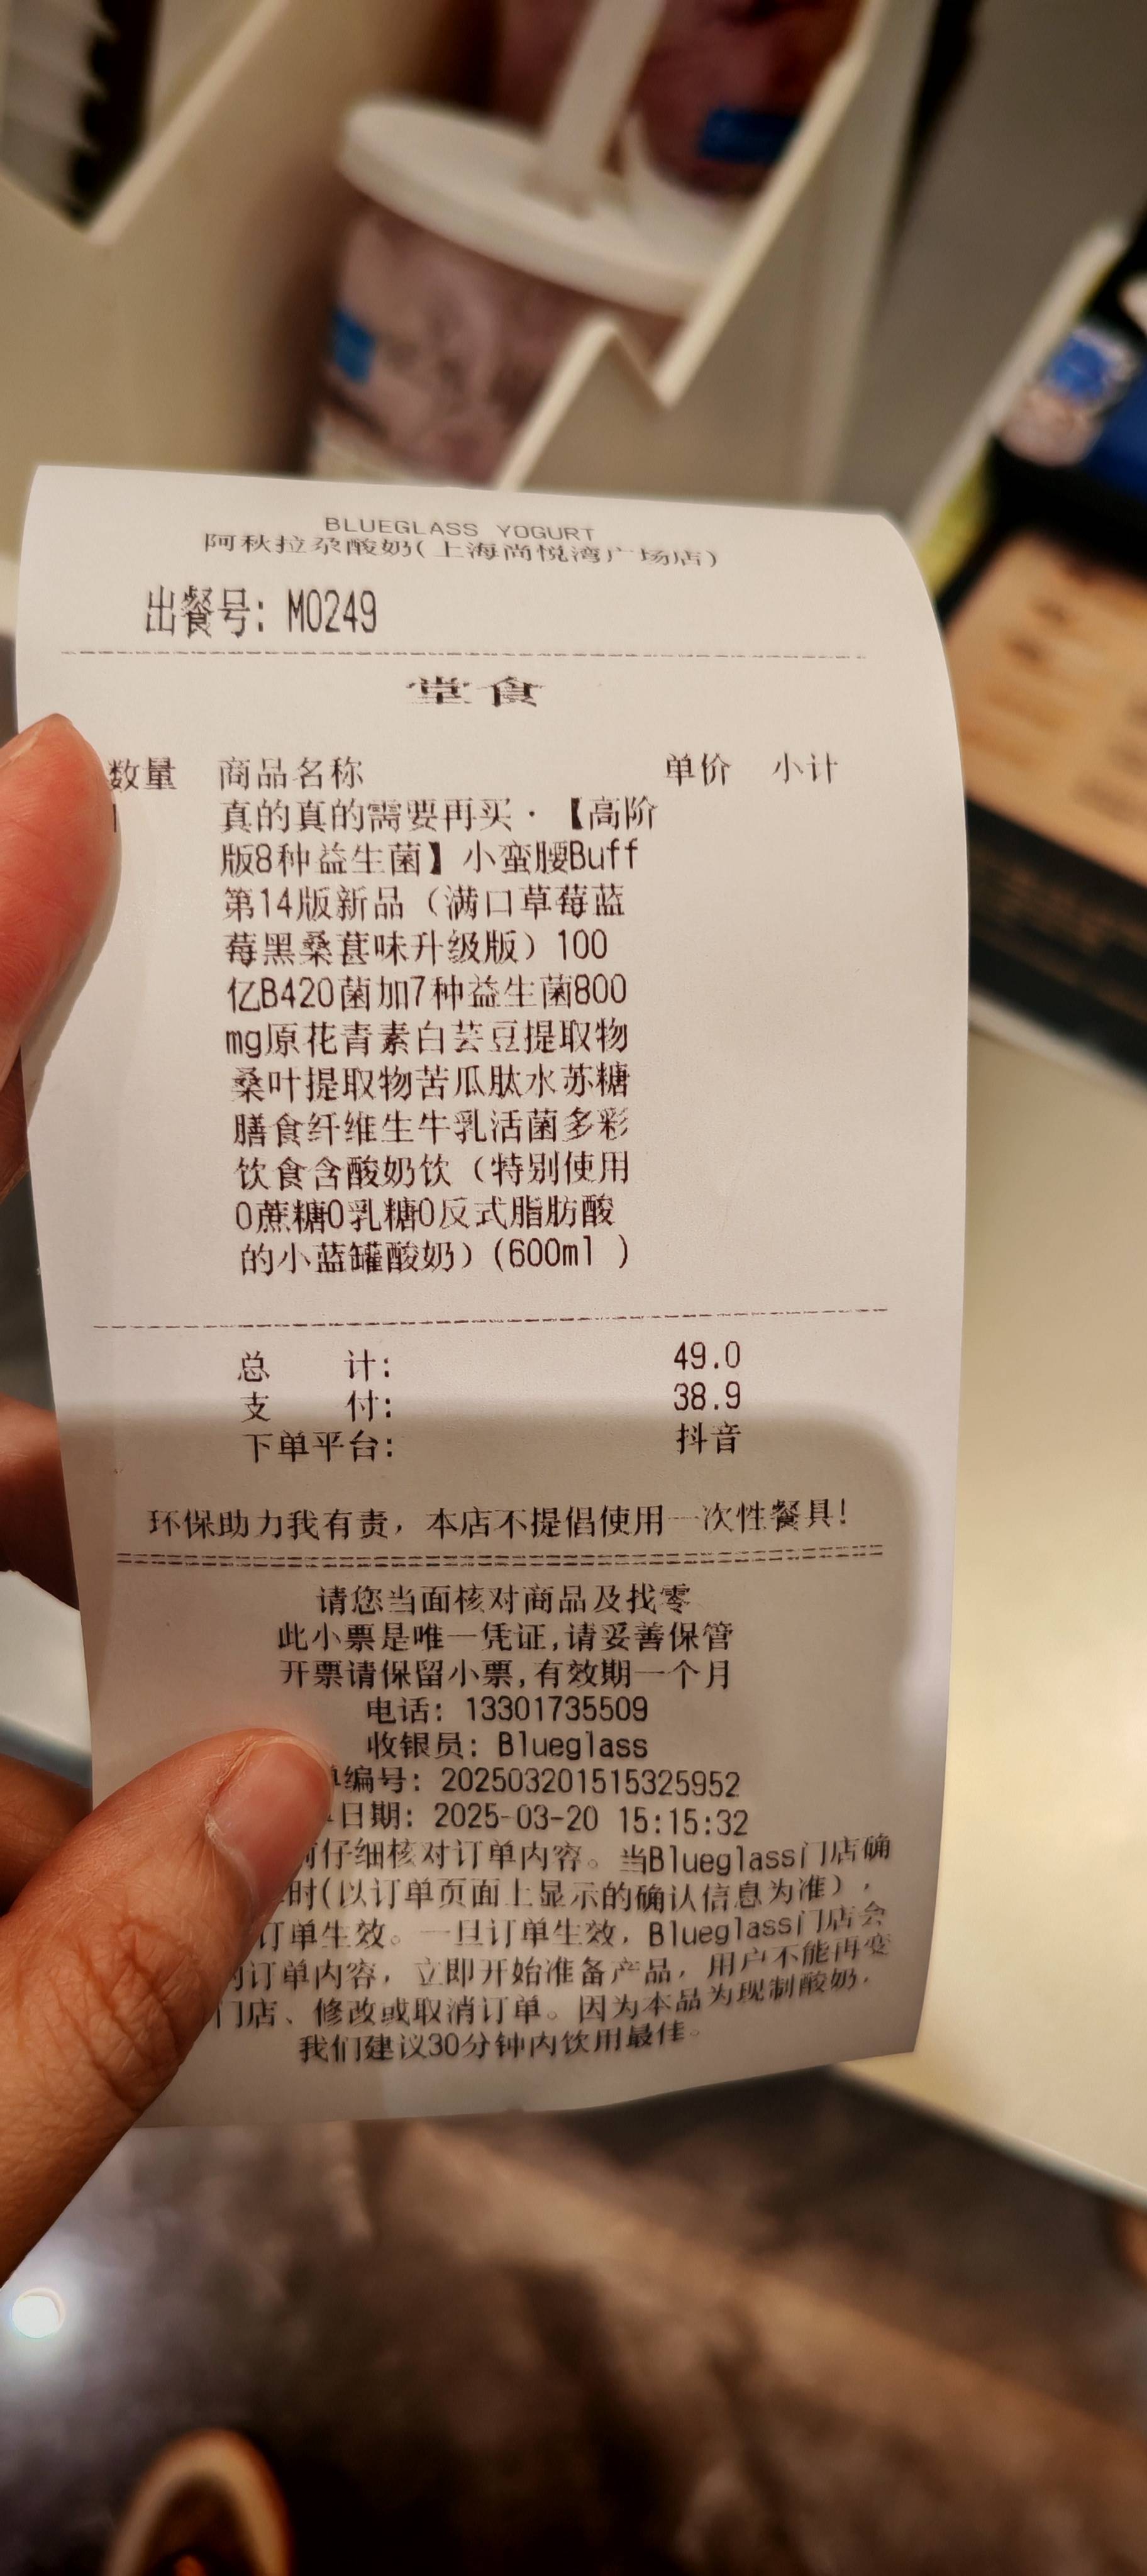 BLUEGLASS YOGURT
阿秋拉尕酸奶(上海尚悦湾广场店)
出餐号: M0249
堂食
数量 商品名称 单价 小计
真的真的需要再买·【高阶
版8种益生菌】小蛮腰Buff
第14版新品（满口草莓蓝
莓黑桑葚味升级版）100
亿B420菌加7种益生菌800
mg原花青素白芸豆提取物
桑叶提取物苦瓜肽水苏糖
膳食纤维生牛乳活菌多彩
饮食含酸奶饮（特别使用
0蔗糖0乳糖0反式脂肪酸
的小蓝罐酸奶）(600ml )
总 计: 49.0
支 付: 38.9
下单平台: 抖音
环保助力我有责，本店不提倡使用一次性餐具!
请您当面核对商品及找零
此小票是唯一凭证,请妥善保管
开票请保留小票,有效期一个月
电话: 13301735509
收银员: Blueglass
编号: 202503201515325952
日期: 2025-03-20 15:15:32
仔细核对订单内容。当Blueglass门店确
时(以订单页面上显示的确认信息为准)，
订单生效。一旦订单生效，Blueglass门店会
订单内容，立即开始准备产品，用户不能再变
门店、修改或取消订单。因为本品为现制酸奶，
我们建议30分钟内饮用最佳。